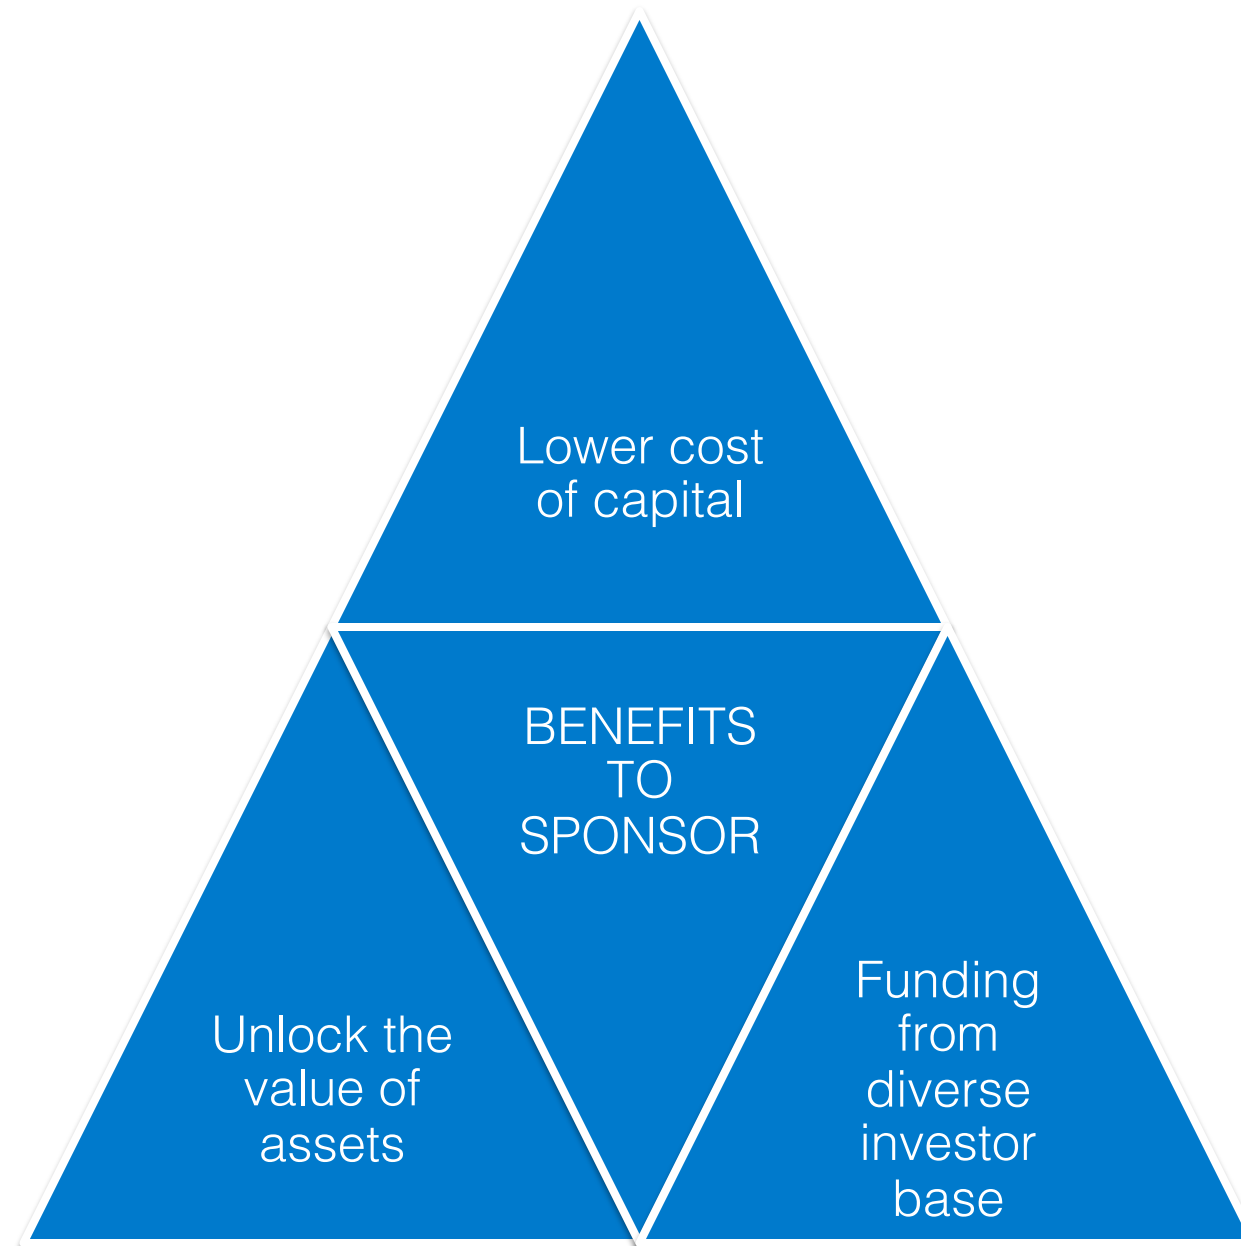 Lower cost
of capital
BENEFITS
TO
SPONSOR
Unlock the
value of
assets
Funding
from
diverse
investor
base